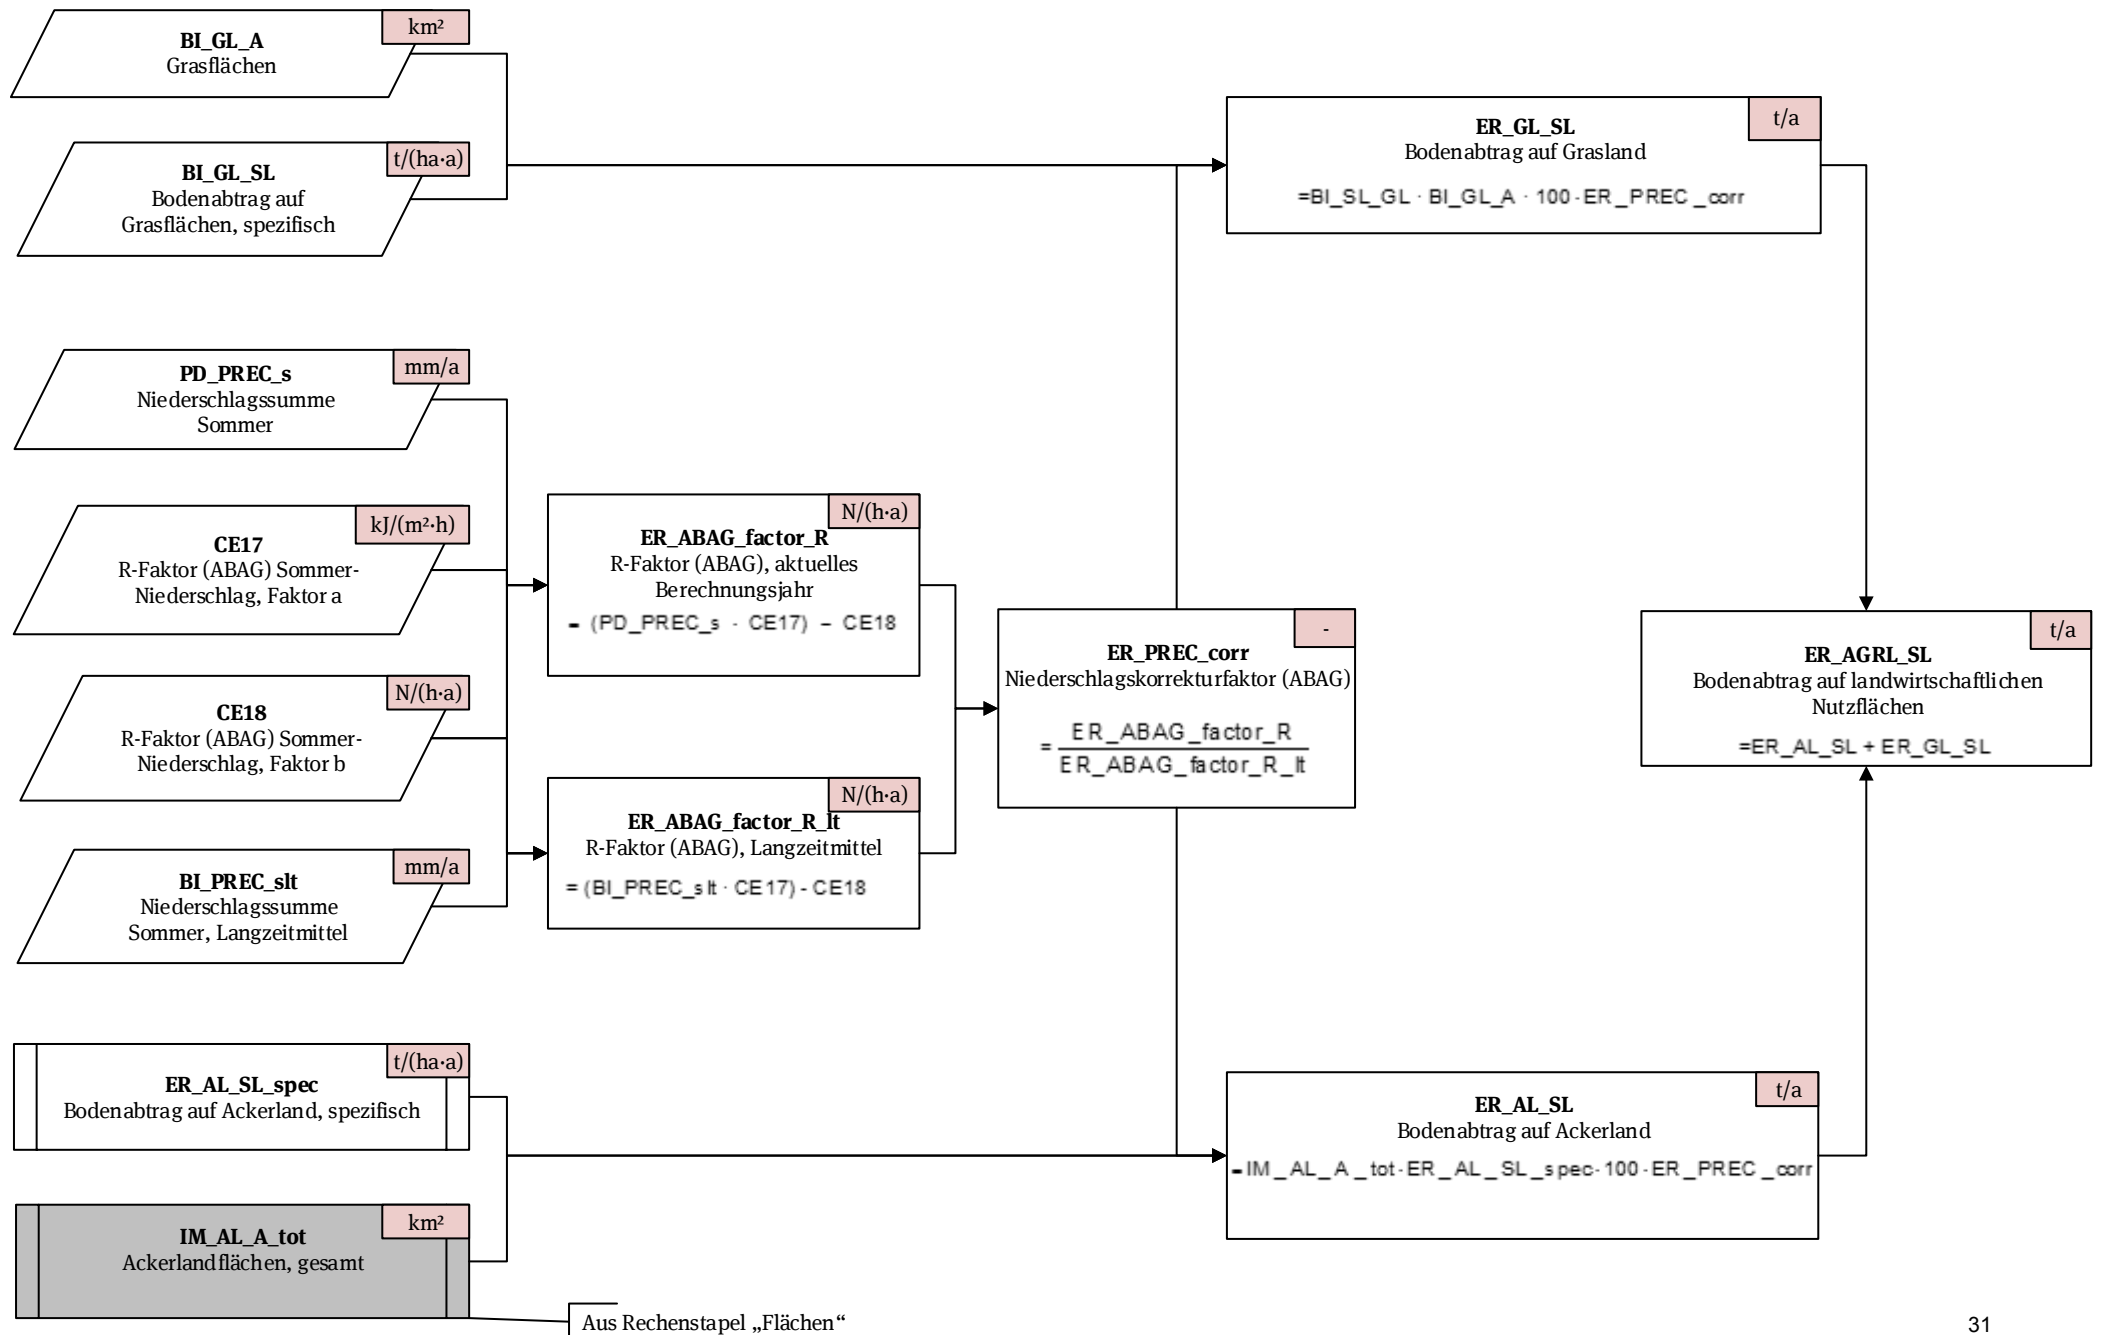 km²
BI_GL_A
Grasflächen
t/(ha·a)
BI_GL_SL
Bodenabtrag auf
Grasflächen, spezifisch
t/a
ER_GL_SL
Bodenabtrag auf Grasland
=BI_SL_GL · BI_GL_A · 100·ER_PREC_corr
mm/a
PD_PREC_s
Niederschlagssumme
Sommer
kJ/(m²·h)
CE17
R-Faktor (ABAG) Sommer-
Niederschlag, Faktor a
N/(h·a)
CE18
R-Faktor (ABAG) Sommer-
Niederschlag, Faktor b
mm/a
BI_PREC_slt
Niederschlagssumme
Sommer, Langzeitmittel
N/(h·a)
ER_ABAG_factor_R
R-Faktor (ABAG), aktuelles
Berechnungsjahr
= (PD_PREC_s · CE17) – CE18
N/(h·a)
ER_ABAG_factor_R_lt
R-Faktor (ABAG), Langzeitmittel
= (BI_PREC_slt · CE17) - CE18
-
ER_PREC_corr
Niederschlagskorrekturfaktor (ABAG)
= ER_ABAG_factor_R
ER_ABAG_factor_R_lt
t/a
ER_AGRL_SL
Bodenabtrag auf landwirtschaftlichen
Nutzflächen
=ER_AL_SL + ER_GL_SL
t/(ha·a)
ER_AL_SL_spec
Bodenabtrag auf Ackerland, spezifisch
km²
IM_AL_A_tot
Ackerlandflächen, gesamt
t/a
ER_AL_SL
Bodenabtrag auf Ackerland
=IM_AL_A_tot·ER_AL_SL_spec·100·ER_PREC_corr
Aus Rechenstapel „Flächen“
31